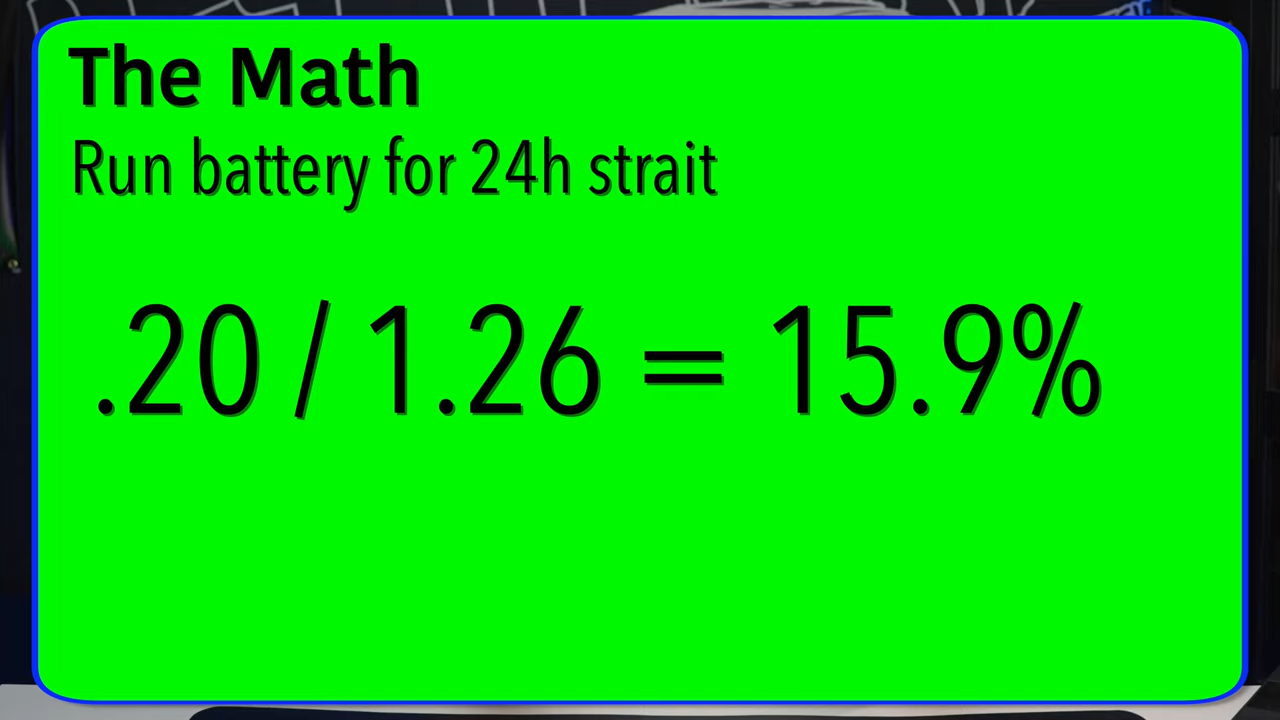 The Math
Run battery for 24h strait
.20 / 1.26 = 15.9%